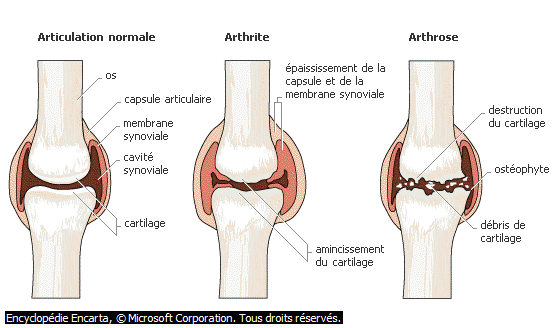 Articulation normale
Arthrite
Arthrose
os
capsule articulaire
membrane
synoviale
cavité
synoviale
cartilage
épaississement de la
capsule et de la
membrane synoviale
amincissement
du cartilage
destruction
du cartilage
ostéophyte
débris de
cartilage
Encyclopédie Encarta, © Microsoft Corporation. Tous droits réservés.